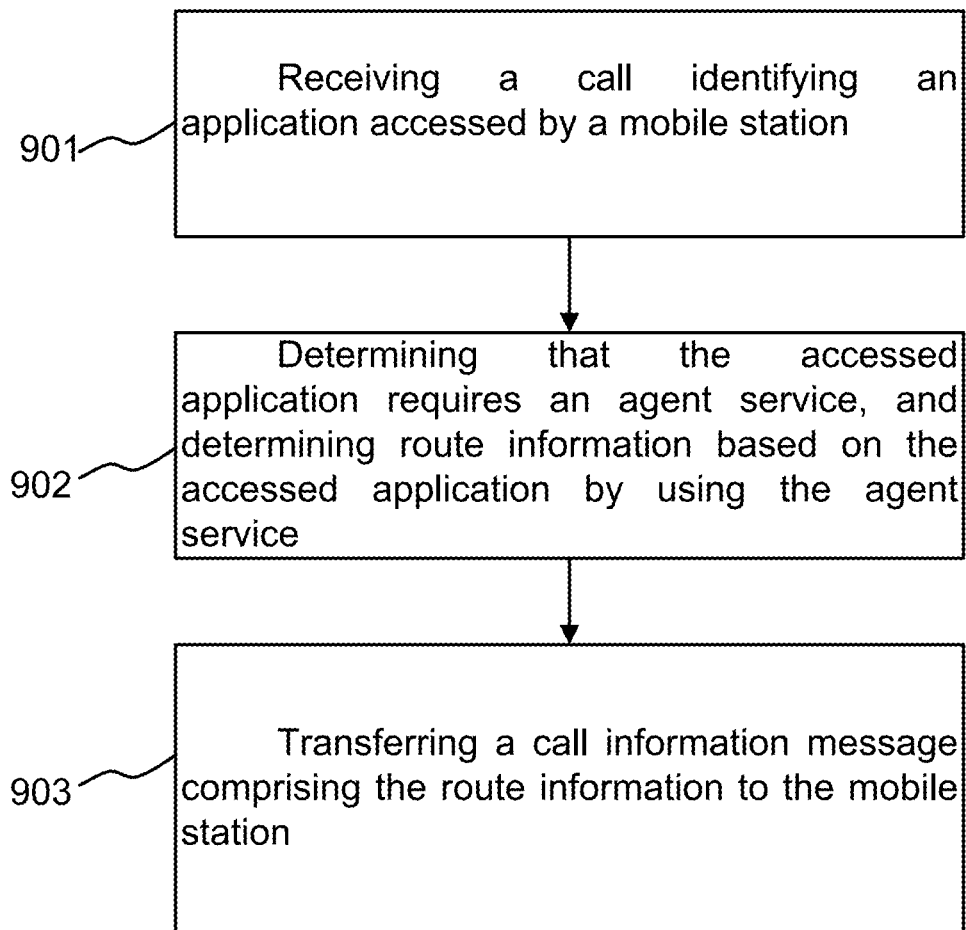 Receiving a call identifying an
application accessed by a mobile station
901
Determining that the accessed
application requires an agent service, and
determining route information based on the
accessed application by using the agent
service
902
Transferring a call information message
comprising the route information to the mobile
station
903